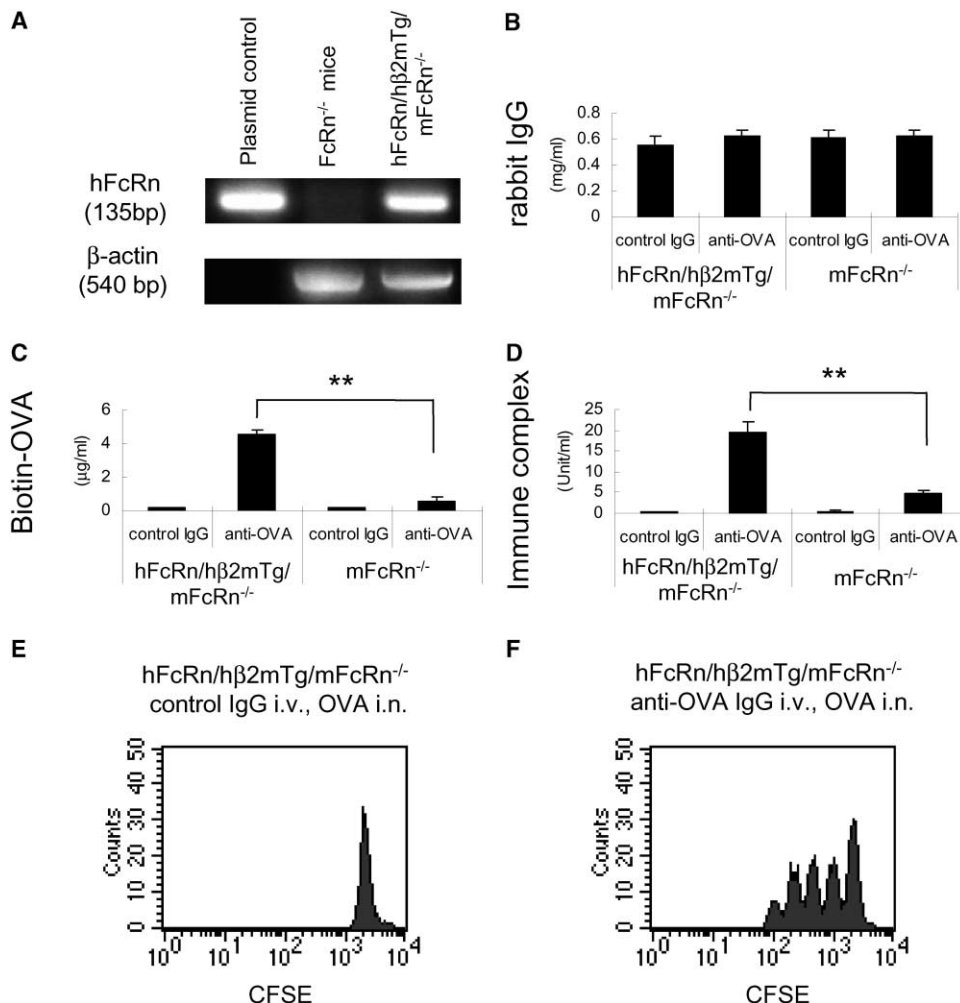 A
Plasmid control
FcRn-/- mice
hFcRn/hβ2mTg/
mFcRn-/-
hFcRn
(135bp)
β-actin
(540 bp)
B
rabbit IgG
(mg/ml)
0.8
0.6
0.4
0.2
0
control IgG anti-OVA control IgG anti-OVA
hFcRn/hβ2mTg/
mFcRn-/-
mFcRn-/-
C
Biotin-OVA
(μg/ml)
6
4
2
0
**
control IgG anti-OVA control IgG anti-OVA
hFcRn/hβ2mTg/
mFcRn-/-
mFcRn-/-
D
Immune complex
(Unit/ml)
25
20
15
10
5
0
**
control IgG anti-OVA control IgG anti-OVA
hFcRn/hβ2mTg/
mFcRn-/-
mFcRn-/-
E
hFcRn/hβ2mTg/mFcRn-/-
control IgG i.v., OVA i.n.
Counts
50
40
30
20
10
0
10^0 10^1 10^2 10^3 10^4
CFSE
F
hFcRn/hβ2mTg/mFcRn-/-
anti-OVA IgG i.v., OVA i.n.
Counts
50
40
30
20
10
0
10^0 10^1 10^2 10^3 10^4
CFSE